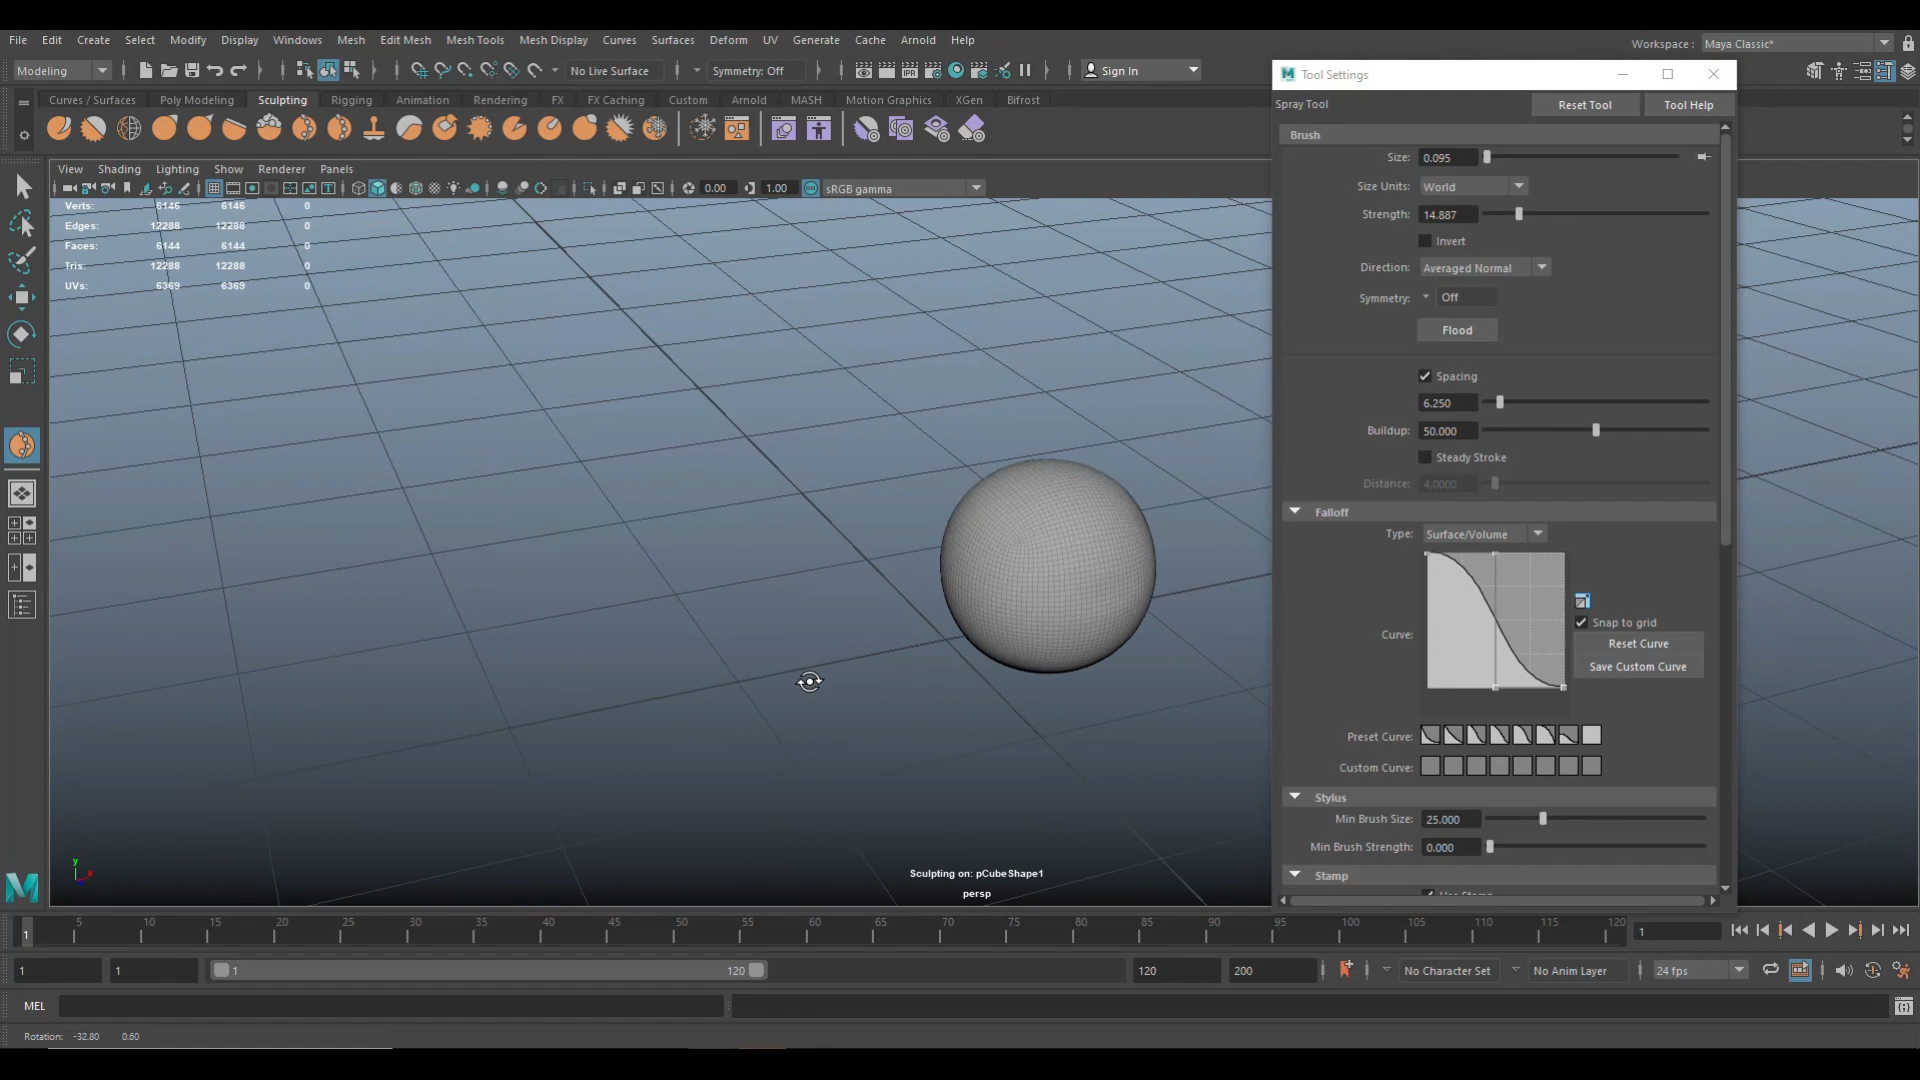 File Edit Create Select Modify Display Windows Mesh Edit Mesh Mesh Tools Mesh Display Curves Surfaces Deform UV Generate Cache Arnold Help
Workspace : Maya Classic*
Modeling No Live Surface Symmetry: Off Sign In
Curves / Surfaces Poly Modeling Sculpting Rigging Animation Rendering FX FX Caching Custom Arnold MASH Motion Graphics XGen Bifrost
View Shading Lighting Show Renderer Panels
0.00 1.00 sRGB gamma
Verts: 6146 6146 0
Edges: 12288 12288 0
Faces: 6144 6144 0
Tris: 12288 12288 0
UVs: 6369 6369 0
Tool Settings
Spray Tool Reset Tool Tool Help
Brush
Size: 0.095
Size Units: World
Strength: 14.887
Invert
Direction: Averaged Normal
Symmetry: Off
Flood
Spacing
6.250
Buildup: 50.000
Steady Stroke
Distance: 4.0000
Falloff
Type: Surface/Volume
Curve:
Snap to grid
Reset Curve
Save Custom Curve
Preset Curve:
Custom Curve:
Stylus
Min Brush Size: 25.000
Min Brush Strength: 0.000
Stamp
y
Sculpting on: pCubeShape1
persp
1 5 10 15 20 25 30 35 40 45 50 55 60 65 70 75 80 85 90 95 100 105 110 115 120 1
1 1 1 120 120 200 No Character Set No Anim Layer 24 fps
MEL
Rotation: -32.80 0.60